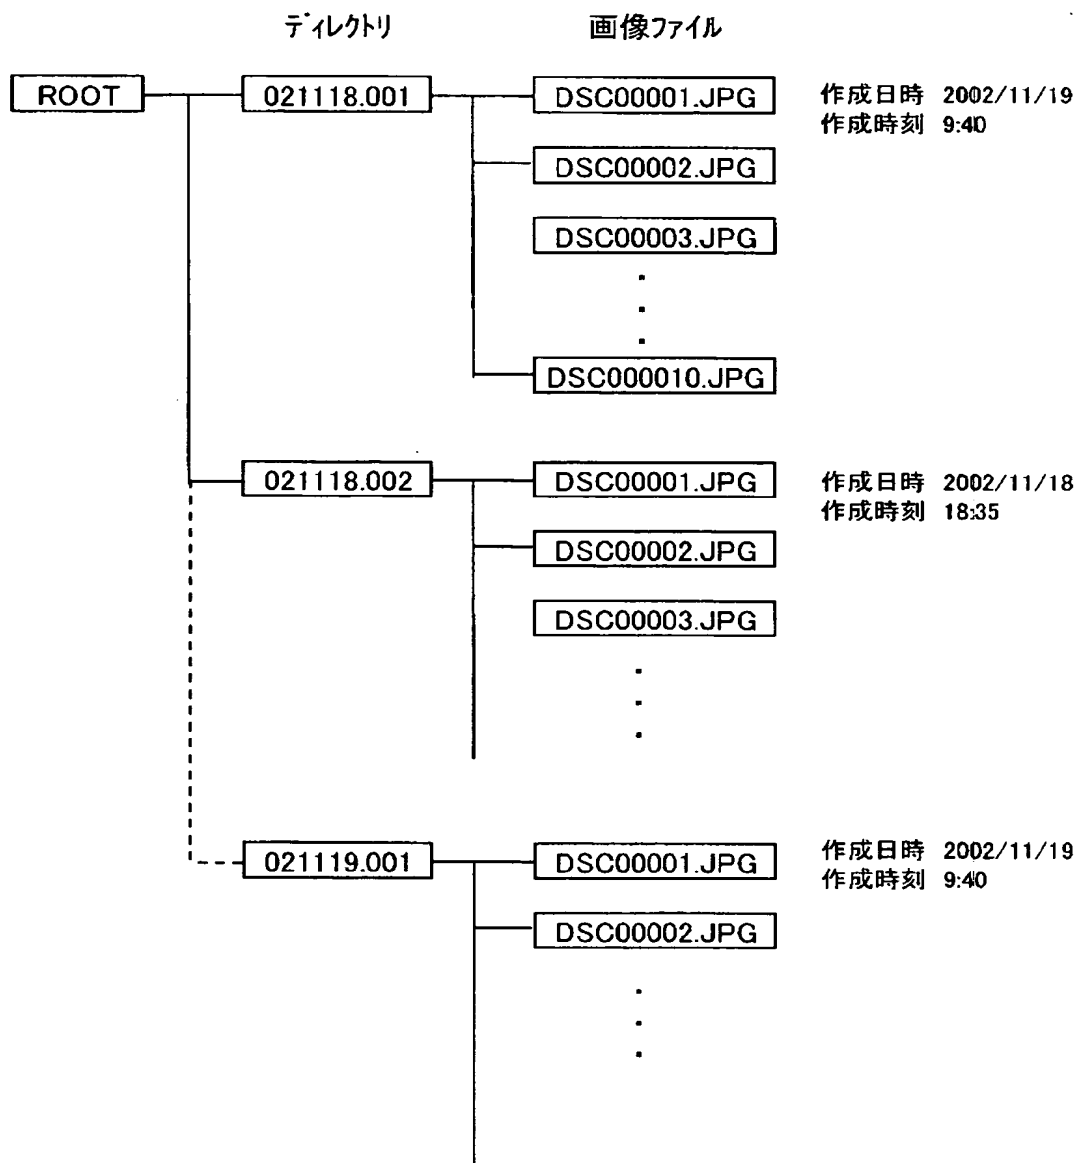 ディレクトリ 画像ファイル
ROOT 021118.001 DSC00001.JPG 作成日時 2002/11/19
作成時刻 9:40
DSC00002.JPG
DSC00003.JPG
DSC000010.JPG
021118.002 DSC00001.JPG 作成日時 2002/11/18
作成時刻 18:35
DSC00002.JPG
DSC00003.JPG
021119.001 DSC00001.JPG 作成日時 2002/11/19
作成時刻 9:40
DSC00002.JPG